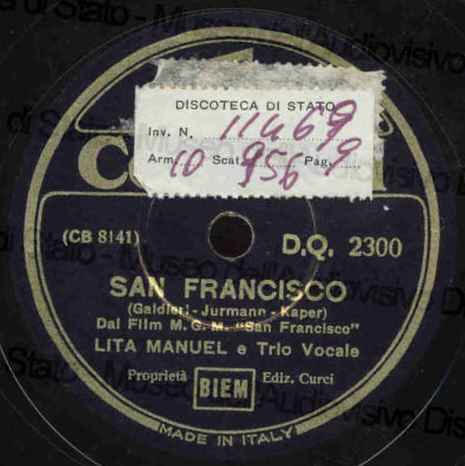 DISCOTECA DI STATO
Inv. N. 11469
Arm. 10 Scat. 956 Pag. 9
(CB 8141)
D.Q. 2300
SAN FRANCISCO
(Galdieri - Jurmann - Kaper)
Dal Film M. G. M. "San Francisco"
LITA MANUEL e Trio Vocale
Proprietà BIEM Ediz. Curci
MADE IN ITALY